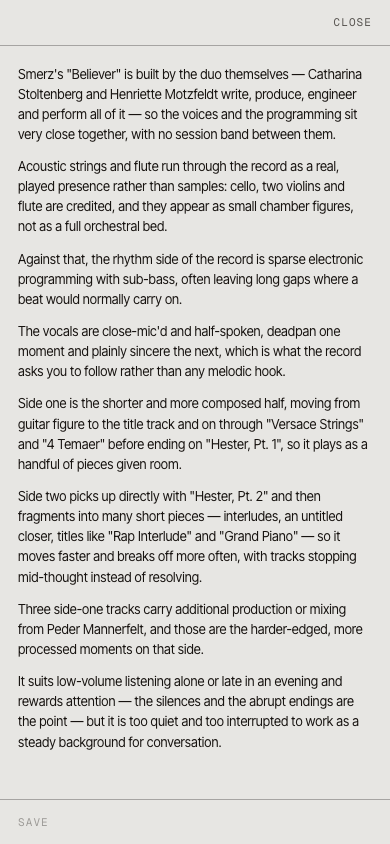 CLOSE
Smerz's "Believer" is built by the duo themselves — Catharina
Stoltenberg and Henriette Motzfeldt write, produce, engineer
and perform all of it — so the voices and the programming sit
very close together, with no session band between them.
Acoustic strings and flute run through the record as a real,
played presence rather than samples: cello, two violins and
flute are credited, and they appear as small chamber figures,
not as a full orchestral bed.
Against that, the rhythm side of the record is sparse electronic
programming with sub-bass, often leaving long gaps where a
beat would normally carry on.
The vocals are close-mic'd and half-spoken, deadpan one
moment and plainly sincere the next, which is what the record
asks you to follow rather than any melodic hook.
Side one is the shorter and more composed half, moving from
guitar figure to the title track and on through "Versace Strings"
and "4 Temaer" before ending on "Hester, Pt. 1", so it plays as a
handful of pieces given room.
Side two picks up directly with "Hester, Pt. 2" and then
fragments into many short pieces — interludes, an untitled
closer, titles like "Rap Interlude" and "Grand Piano" — so it
moves faster and breaks off more often, with tracks stopping
mid-thought instead of resolving.
Three side-one tracks carry additional production or mixing
from Peder Mannerfelt, and those are the harder-edged, more
processed moments on that side.
It suits low-volume listening alone or late in an evening and
rewards attention — the silences and the abrupt endings are
the point — but it is too quiet and too interrupted to work as a
steady background for conversation.
SAVE